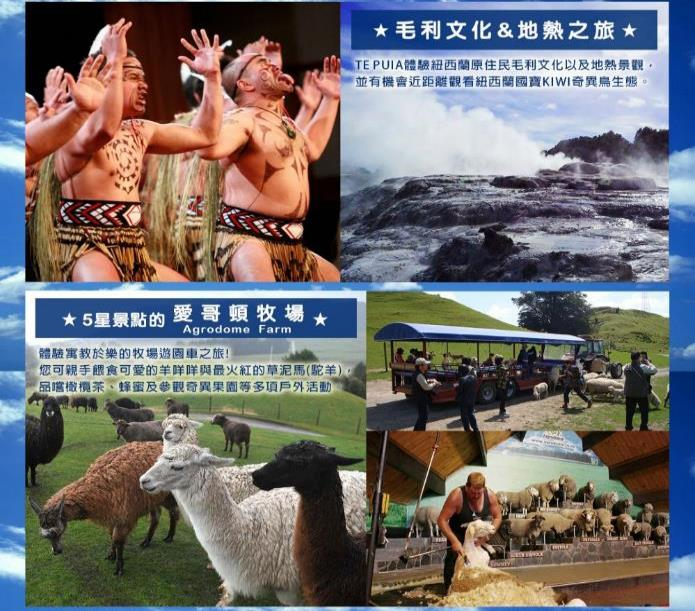 ★ 毛利文化&地熱之旅 ★
TE PUIA體驗紐西蘭原住民毛利文化以及地熱景觀，
並有機會近距離觀看紐西蘭國寶KIWI奇異鳥生態。
★ 5星景點的 愛哥頓牧場 ★
Agrodome Farm
體驗寓教於樂的牧場遊園車之旅!
您可親手餵食可愛的羊咩咩與最火紅的草泥馬(駝羊)，
品嚐橄欖茶、蜂蜜及參觀奇異果園等多項戶外活動